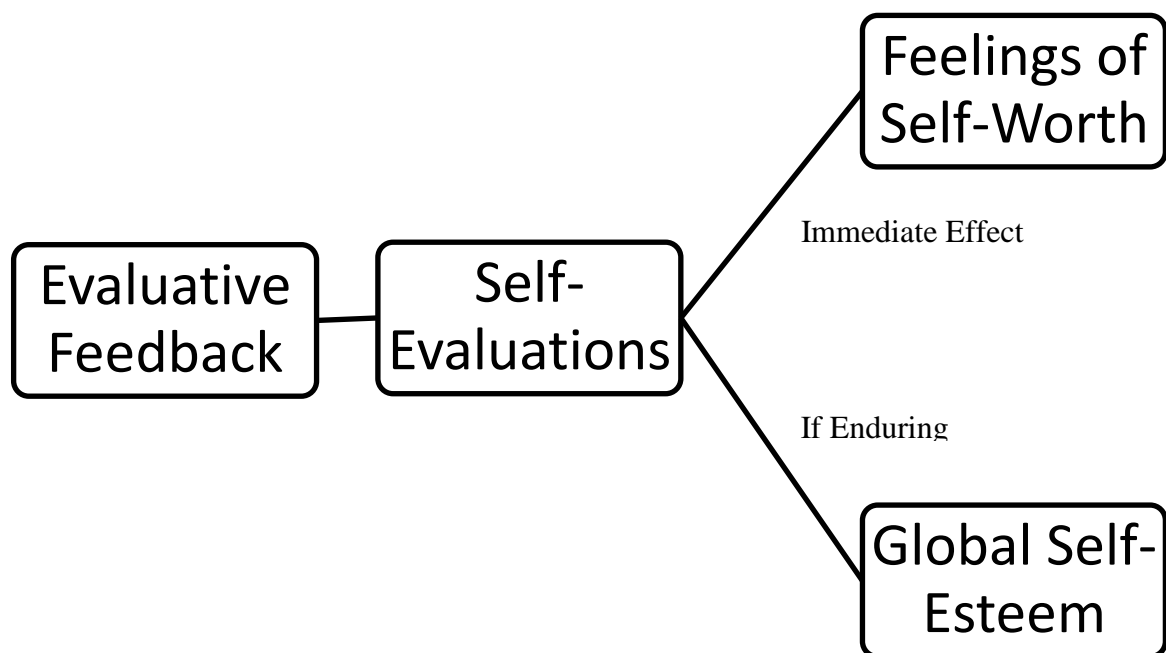 Feelings of
Self-Worth
Immediate Effect
Evaluative
Feedback
Self-
Evaluations
If Enduring
Global Self-
Esteem